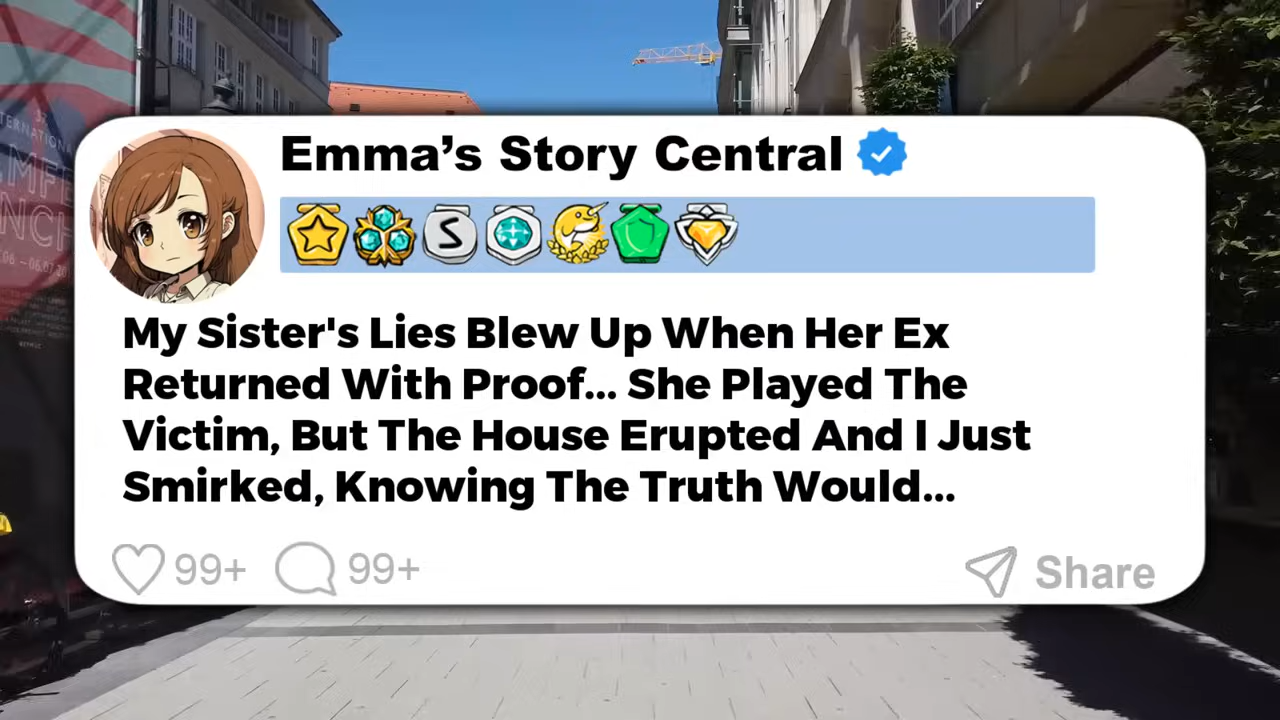 Emma’s Story Central
S
My Sister's Lies Blew Up When Her Ex
Returned With Proof... She Played The
Victim, But The House Erupted And I Just
Smirked, Knowing The Truth Would...
99+
99+
Share